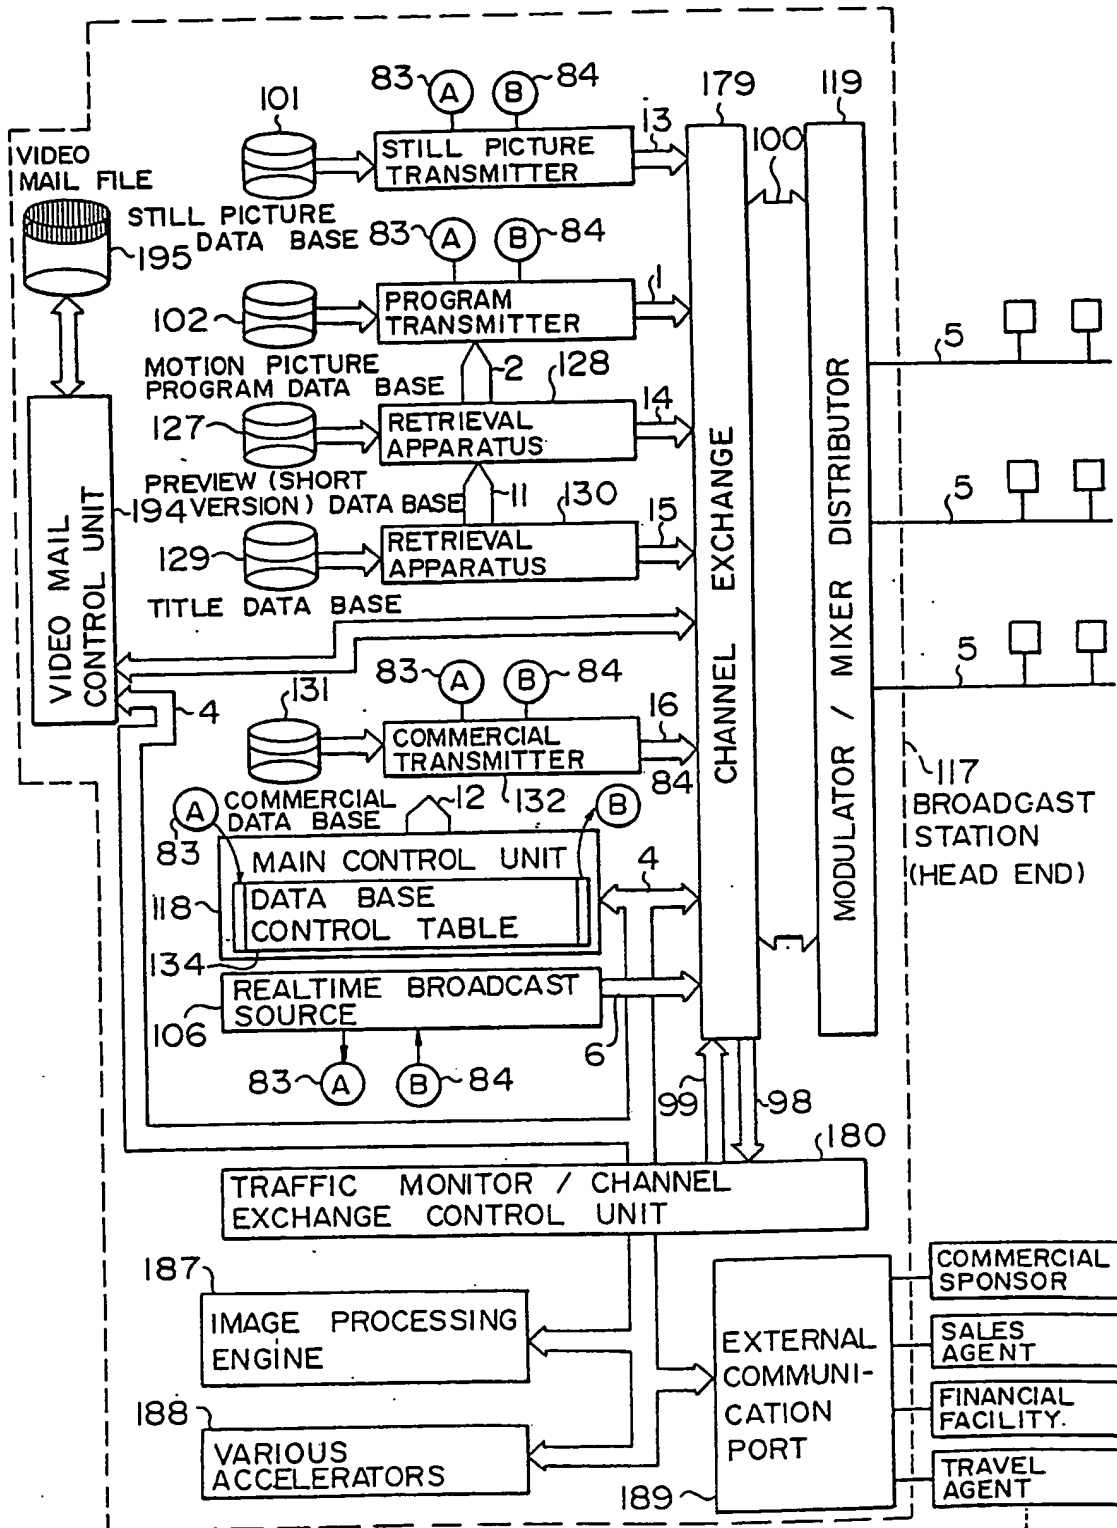 83 A B 84 179 119
101 13 100
STILL PICTURE
TRANSMITTER
VIDEO
MAIL FILE
STILL PICTURE
DATA BASE
195
83 A B 84
102
PROGRAM
TRANSMITTER
1
5
MOTION PICTURE
PROGRAM DATA BASE
2 128
127
RETRIEVAL
APPARATUS
14
PREVIEW (SHORT
VERSION) DATA BASE
194
11 130
129
RETRIEVAL
APPARATUS
15
5
TITLE DATA BASE
VIDEO MAIL
CONTROL UNIT
CHANNEL EXCHANGE
MODULATOR / MIXER DISTRIBUTOR
4
83 A B 84
131
COMMERCIAL
TRANSMITTER
16
5
84
132
COMMERCIAL
DATA BASE
12
A
83
B
117
BROADCAST
STATION
(HEAD END)
MAIN CONTROL UNIT
118
DATA BASE
CONTROL TABLE
4
134
REALTIME BROADCAST
SOURCE
106
6
83 A B 84
99 98
180
TRAFFIC MONITOR / CHANNEL
EXCHANGE CONTROL UNIT
187
IMAGE PROCESSING
ENGINE
188
VARIOUS
ACCELERATORS
EXTERNAL
COMMUNI-
CATION
PORT
189
COMMERCIAL
SPONSOR
SALES
AGENT
FINANCIAL
FACILITY.
TRAVEL
AGENT